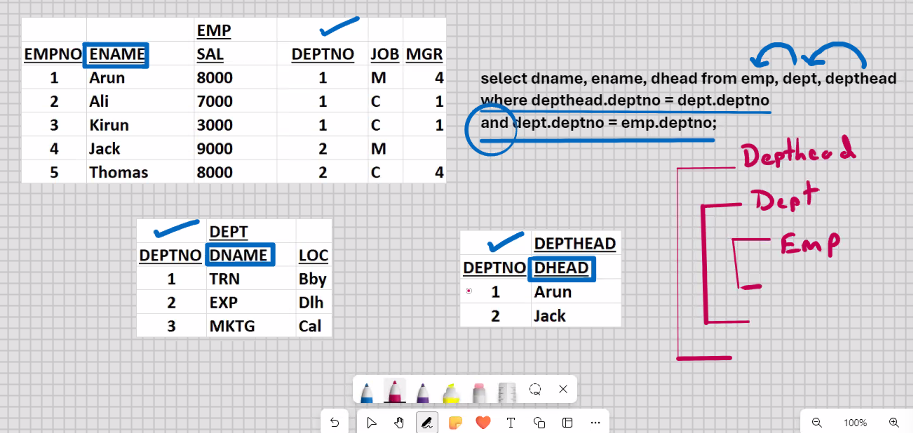 EMP
EMPNO ENAME SAL DEPTNO JOB MGR
1 Arun 8000 1 M 4
2 Ali 7000 1 C 1
3 Kirun 3000 1 C 1
4 Jack 9000 2 M
5 Thomas 8000 2 C 4
select dname, ename, dhead from emp, dept, depthead
where depthead.deptno = dept.deptno
and dept.deptno = emp.deptno;
Depthead
Dept
Emp
DEPT
DEPTNO DNAME LOC
1 TRN Bby
2 EXP Dlh
3 MKTG Cal
DEPTHEAD
DEPTNO DHEAD
1 Arun
2 Jack
T
100%